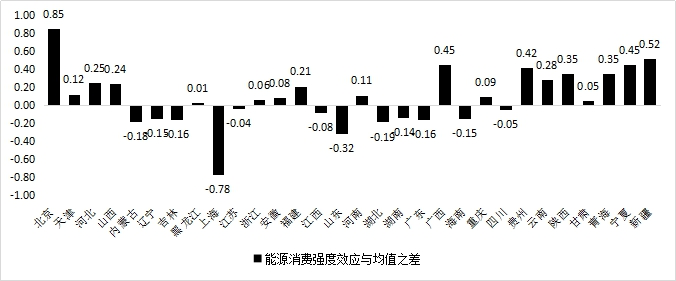 1.00
0.80
0.60
0.40
0.20
0.00
-0.20
-0.40
-0.60
-0.80
-1.00
0.85
0.12
0.25
0.24
-0.18
-0.15
-0.16
0.01
-0.78
-0.04
0.06
0.08
0.21
-0.08
-0.32
0.11
-0.19
-0.14
-0.16
0.45
-0.15
0.09
-0.05
0.42
0.28
0.35
0.05
0.35
0.45
0.52
北京
天津
河北
山西
内蒙古
辽宁
吉林
黑龙江
上海
江苏
浙江
安徽
福建
江西
山东
河南
湖北
湖南
广东
广西
海南
重庆
四川
贵州
云南
陕西
甘肃
青海
宁夏
新疆
能源消费强度效应与均值之差